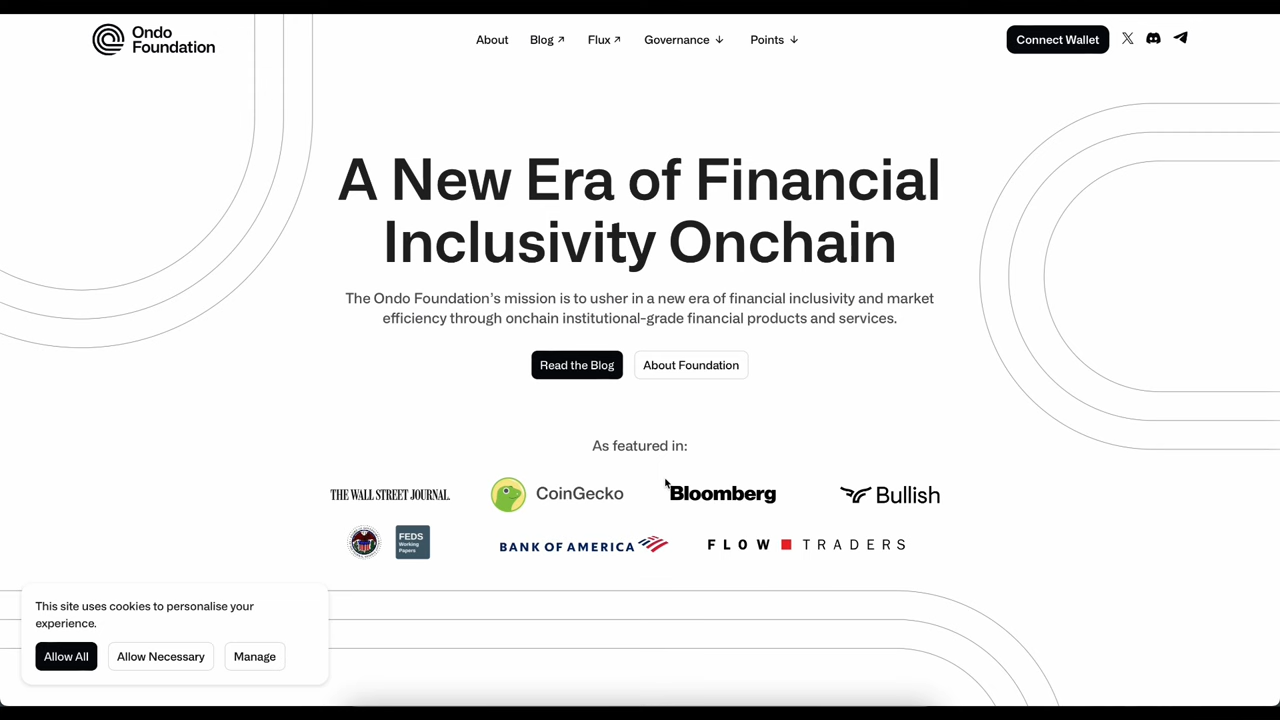 Ondo
Foundation
About
Blog ↗
Flux ↗
Governance ↓
Points ↓
Connect Wallet
A New Era of Financial
Inclusivity Onchain
The Ondo Foundation's mission is to usher in a new era of financial inclusivity and market
efficiency through onchain institutional-grade financial products and services.
Read the Blog
About Foundation
As featured in:
THE WALL STREET JOURNAL.
CoinGecko
Bloomberg
Bullish
FEDS
Working
Papers
BANK OF AMERICA
FLOW TRADERS
This site uses cookies to personalise your
experience.
Allow All
Allow Necessary
Manage